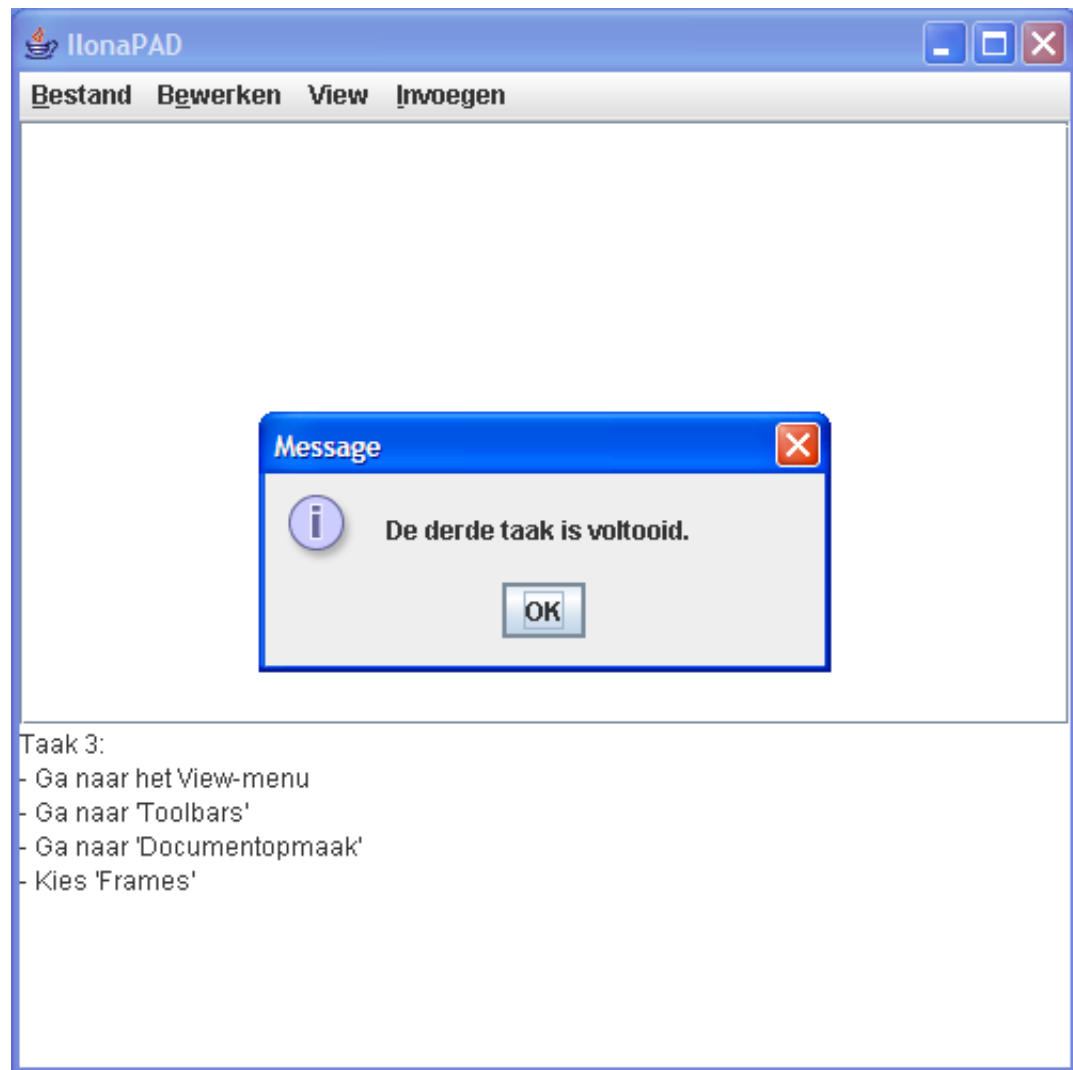 IlonaPAD
Bestand Bewerken View Invoegen
Message
De derde taak is voltooid.
OK
Taak 3:
- Ga naar het View-menu
- Ga naar 'Toolbars'
- Ga naar 'Documentopmaak'
- Kies 'Frames'